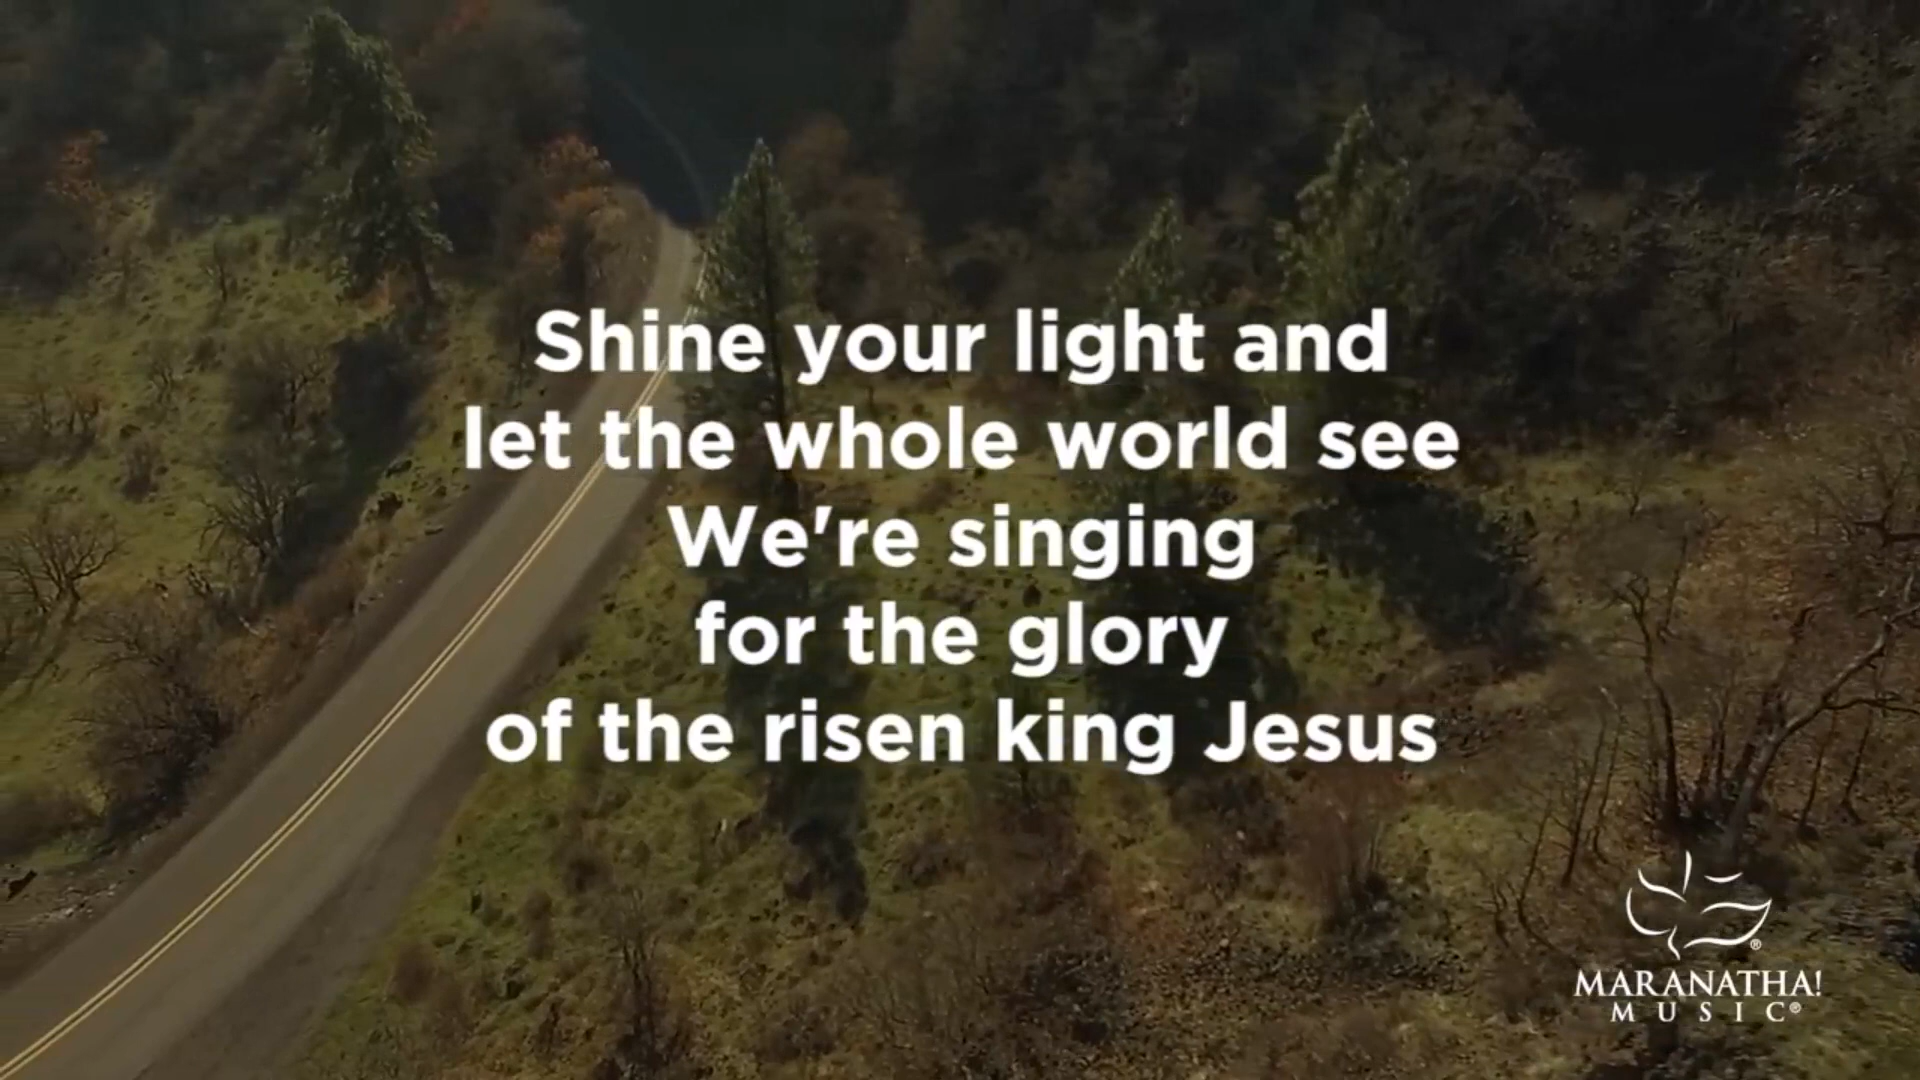 Shine your light and
let the whole world see
We're singing
for the glory
of the risen king Jesus
®
MARANATHA!
MUSIC®